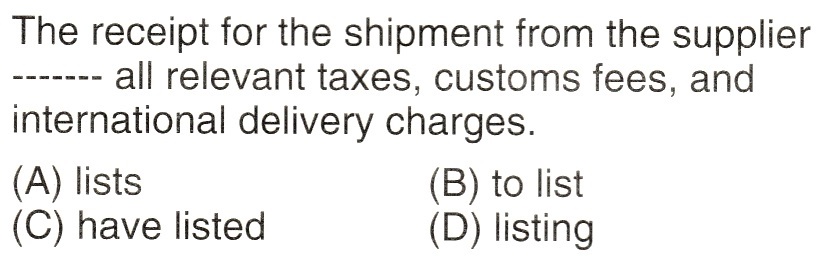 The receipt for the shipment from the supplier
------- all relevant taxes, customs fees, and
international delivery charges.
(A) lists (B) to list
(C) have listed (D) listing